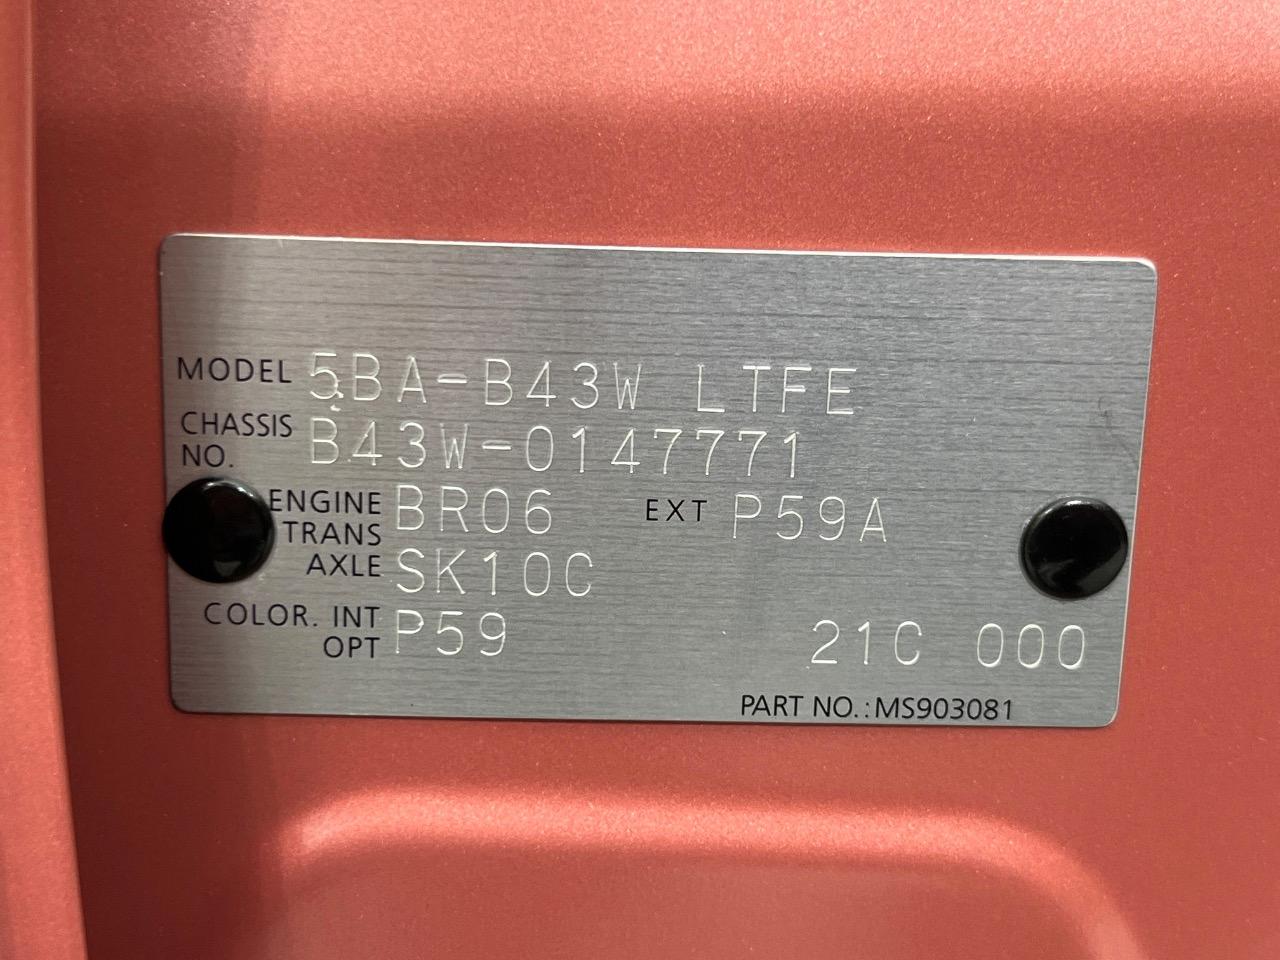 MODEL 5BA-B43W LTFE
CHASSIS NO. B43W-0147771
ENGINE BR06 EXT P59A
TRANS AXLE SK10C
COLOR. INT OPT P59 21C 000
PART NO.:MS903081